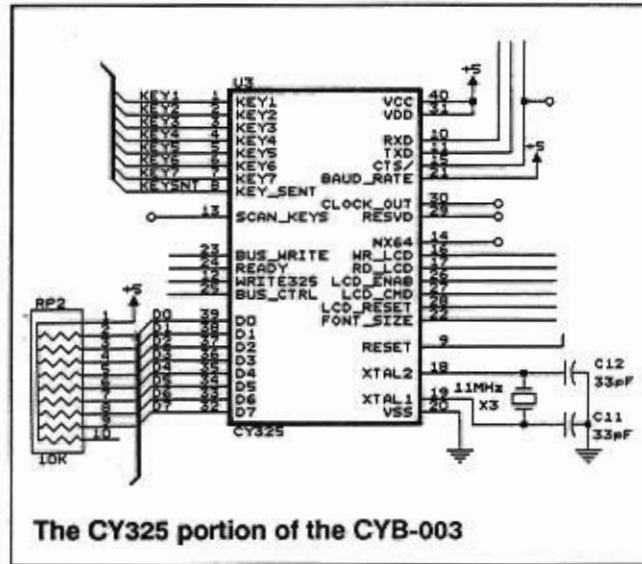 U3
+5
KEY1 1 KEY1
KEY2 2 KEY2
KEY3 3 KEY3
KEY4 4 KEY4
KEY5 5 KEY5
KEY6 6 KEY6
KEY7 7 KEY7
KEYSNT 8 KEY_SENT
13 SCAN_KEYS
23 BUS_WRITE
READY
12 WRITE325
25 BUS_CTRL
RP2
+5
1
2
3
4
5
6
7
8
9
10
10K
D0 39 D0
D1 38 D1
D2 37 D2
D3 36 D3
D4 35 D4
D5 34 D5
D6 33 D6
D7 32 D7
CY325
VCC 40
VDD 31
RXD 10
TXD 11
CTS/ 15
BAUD_RATE 21
+5
CLOCK_OUT 30
RESVD 29
NX64 14
WR_LCD 16
RD_LCD 17
LCD_ENAB 26
LCD_CMD 27
LCD_RESET 28
FONT_SIZE 22
RESET 9
XTAL2 18
XTAL1 19
VSS 20
11MHz
X3
C12
33pF
C11
33pF
The CY325 portion of the CYB-003